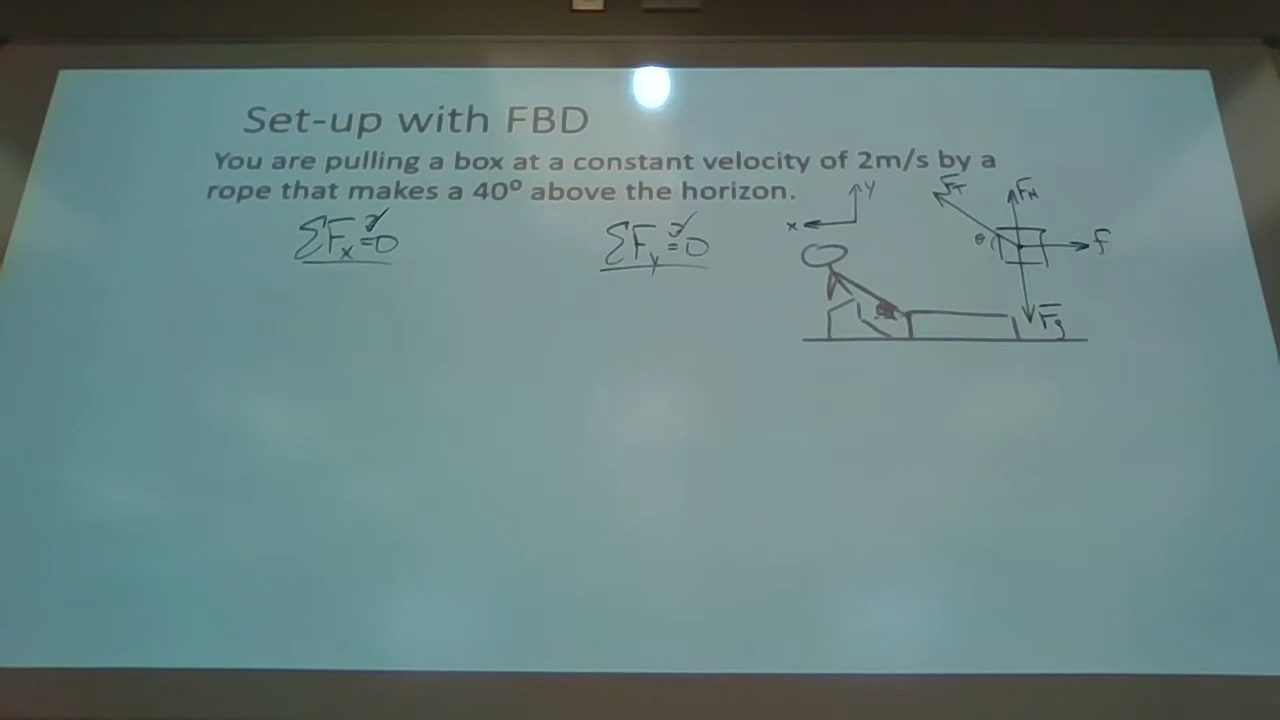 Set-up with FBD
You are pulling a box at a constant velocity of 2m/s by a
rope that makes a 40º above the horizon.
ΣFx=0
ΣFy=0
Y
X
FT
FN
θ
f
Fg